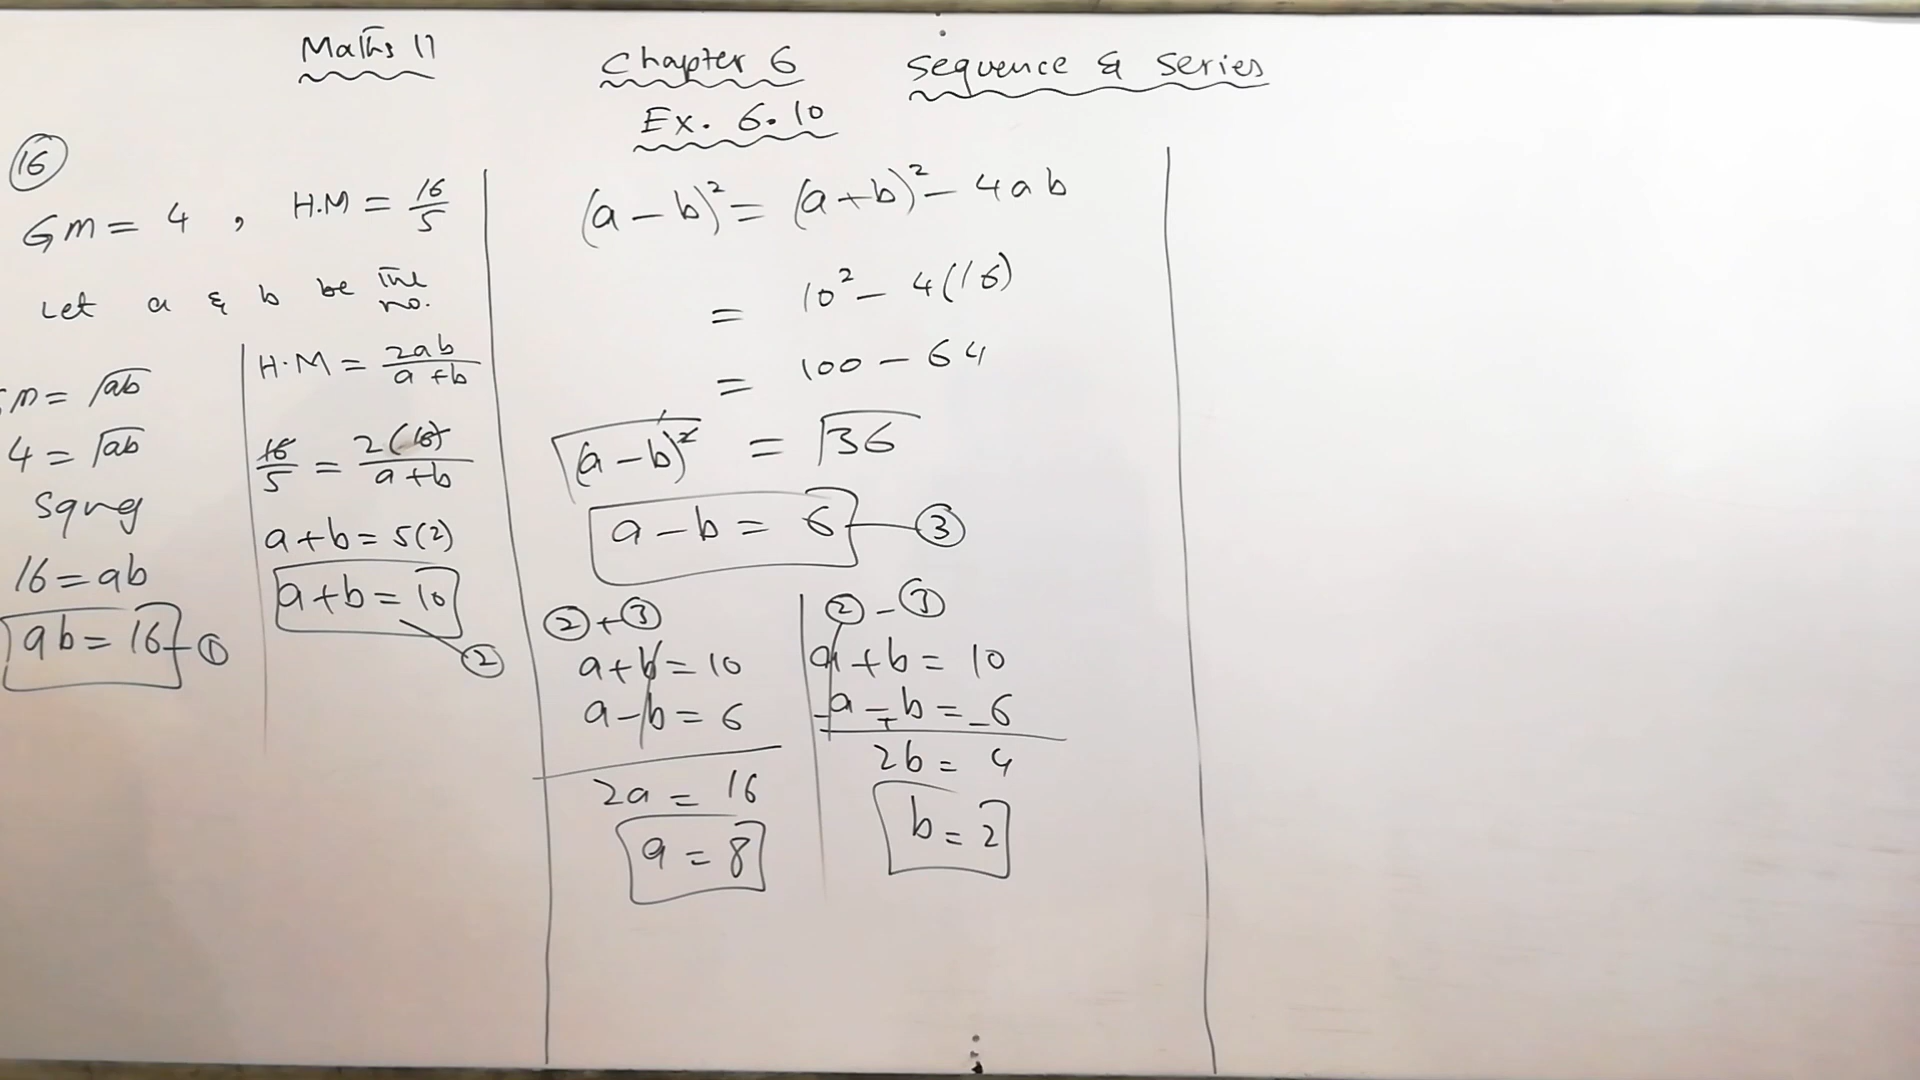 Maths 11
Chapter 6 Sequence & Series
Ex. 6.10
16
Gm = 4 , H.M = 16/5
Let a & b be the no.
Gm = √ab
4 = √ab
Sqrng
16 = ab
ab = 16 — ①
H.M = 2ab/(a+b)
16/5 = 2(16)/(a+b)
a+b = 5(2)
a+b = 10
②
(a-b)² = (a+b)² - 4ab
= 10² - 4(16)
= 100 - 64
√(a-b)² = √36
a-b = 6 — ③
②+③
a+b = 10
a-b = 6
2a = 16
a = 8
②-③
a+b = 10
-a -+b = -6
2b = 4
b = 2